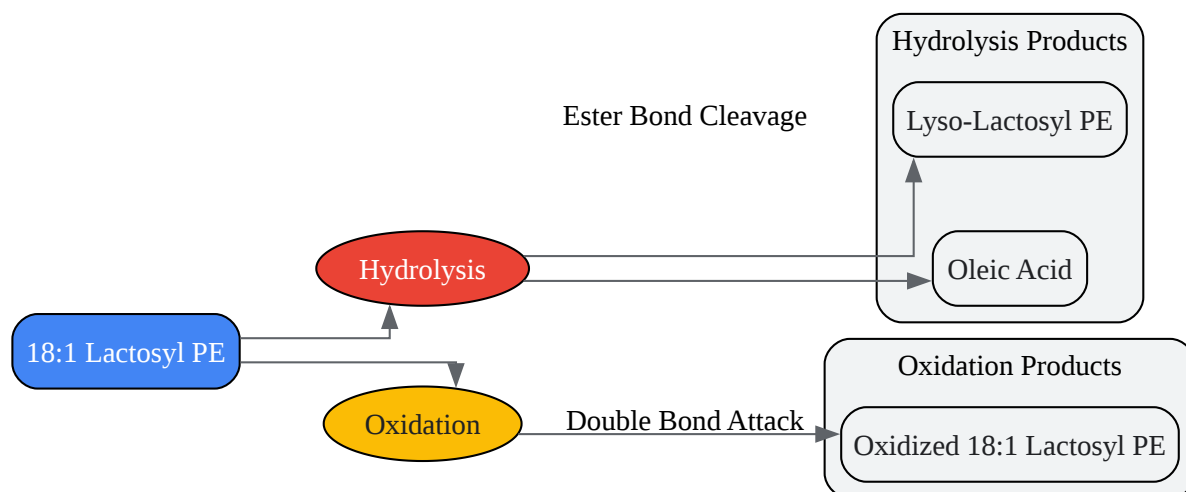 Hydrolysis Products
Ester Bond Cleavage
Lyso-Lactosyl PE
Hydrolysis
Oleic Acid
18:1 Lactosyl PE
Oxidation Products
Oxidation
Double Bond Attack
Oxidized 18:1 Lactosyl PE